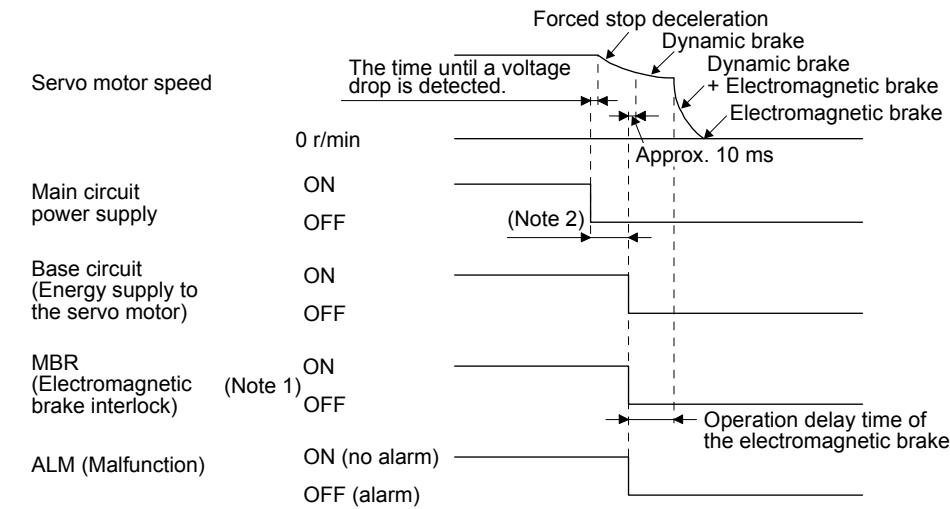 Forced stop deceleration
Dynamic brake
Dynamic brake
+ Electromagnetic brake
Electromagnetic brake
The time until a voltage
drop is detected.
Servo motor speed
0 r/min
Approx. 10 ms
Main circuit
power supply
ON
OFF
(Note 2)
Base circuit
(Energy supply to
the servo motor)
ON
OFF
MBR
(Electromagnetic
brake interlock)
(Note 1)
ON
OFF
Operation delay time of
the electromagnetic brake
ALM (Malfunction)
ON (no alarm)
OFF (alarm)